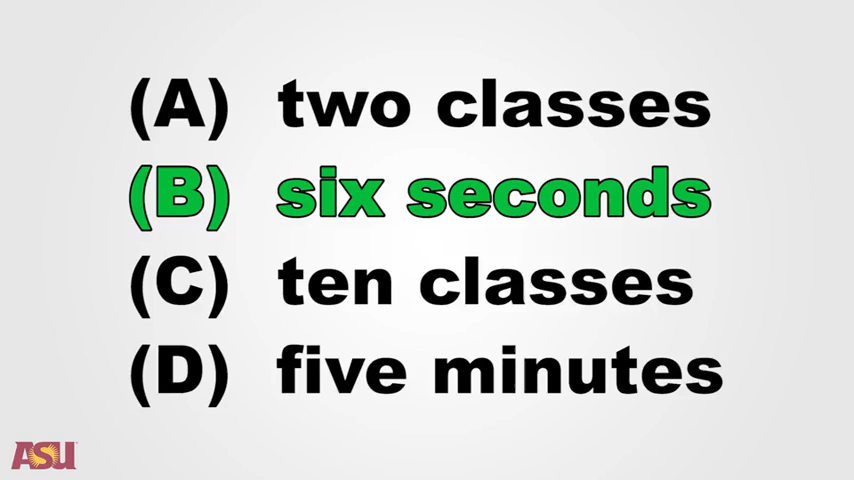 (A) two classes
(B) six seconds
(C) ten classes
(D) five minutes
ASU